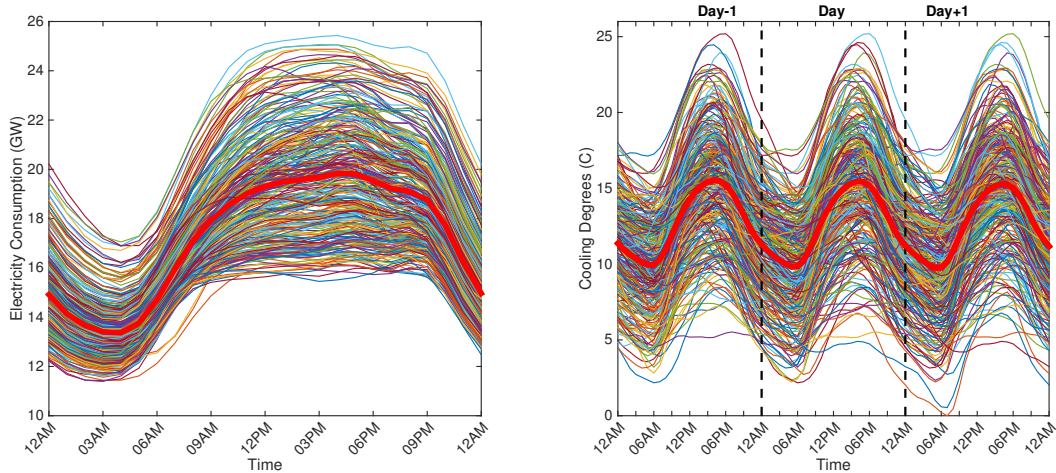 26
24
22
20
18
16
14
12
10
Electricity Consumption (GW)
12AM 03AM 06AM 09AM 12PM 03PM 06PM 09PM 12AM
Time
Day-1 Day Day+1
25
20
15
10
5
0
Cooling Degrees (C)
12AM 06AM 12PM 06PM 12AM 06AM 12PM 06PM 12AM 06AM 12PM 06PM 12AM
Time